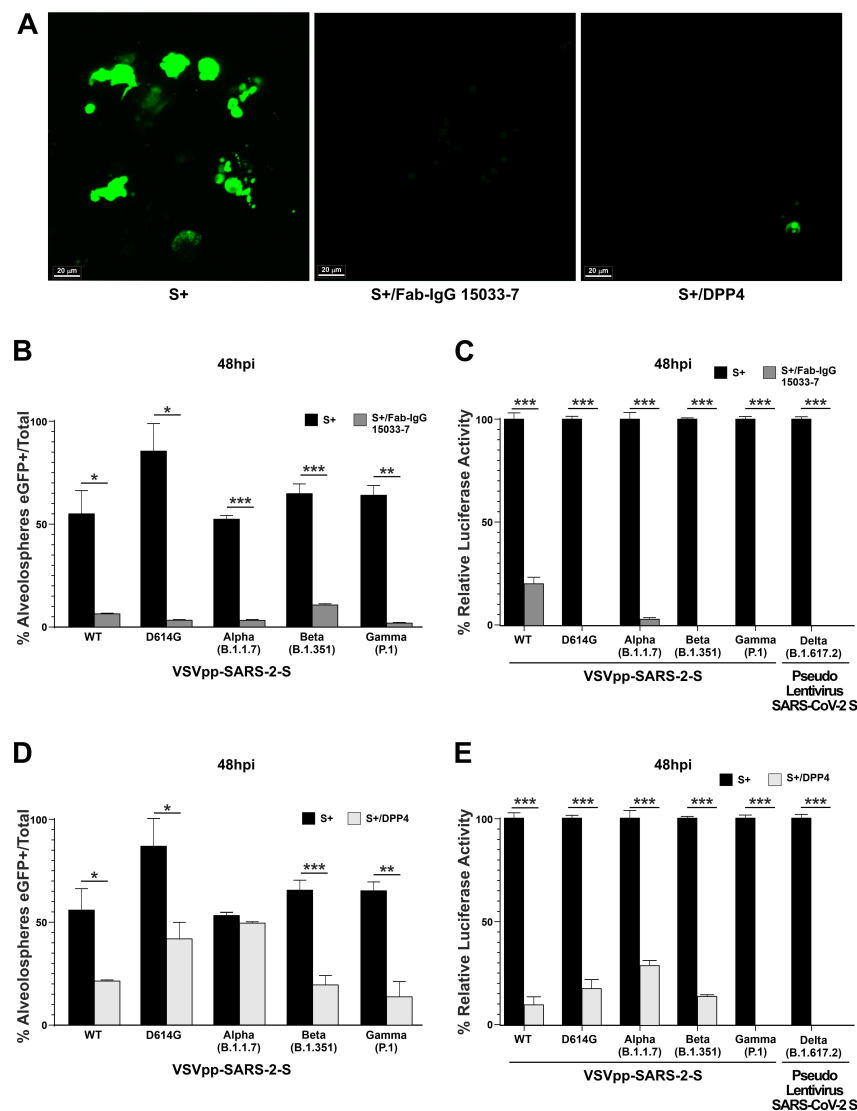 A
20 μm
20 μm
20 μm
S+
S+/Fab-IgG 15033-7
S+/DPP4
B
48hpi
S+
S+/Fab-IgG
15033-7
% Alveolospheres eGFP+/Total
100
50
0
*
*
***
***
**
WT
D614G
Alpha
(B.1.1.7)
Beta
(B.1.351)
Gamma
(P.1)
VSVpp-SARS-2-S
C
48hpi
S+
S+/Fab-IgG
15033-7
% Relative Luciferase Activity
100
50
0
***
***
***
***
***
***
WT
D614G
Alpha
(B.1.1.7)
Beta
(B.1.351)
Gamma
(P.1)
Delta
(B.1.617.2)
VSVpp-SARS-2-S
Pseudo
Lentivirus
SARS-CoV-2 S
D
48hpi
S+
S+/DPP4
% Alveolospheres eGFP+/Total
100
50
0
*
*
***
**
WT
D614G
Alpha
(B.1.1.7)
Beta
(B.1.351)
Gamma
(P.1)
VSVpp-SARS-2-S
E
48hpi
S+
S+/DPP4
% Relative Luciferase Activity
100
50
0
***
***
***
***
***
***
WT
D614G
Alpha
(B.1.1.7)
Beta
(B.1.351)
Gamma
(P.1)
Delta
(B.1.617.2)
VSVpp-SARS-2-S
Pseudo
Lentivirus
SARS-CoV-2 S